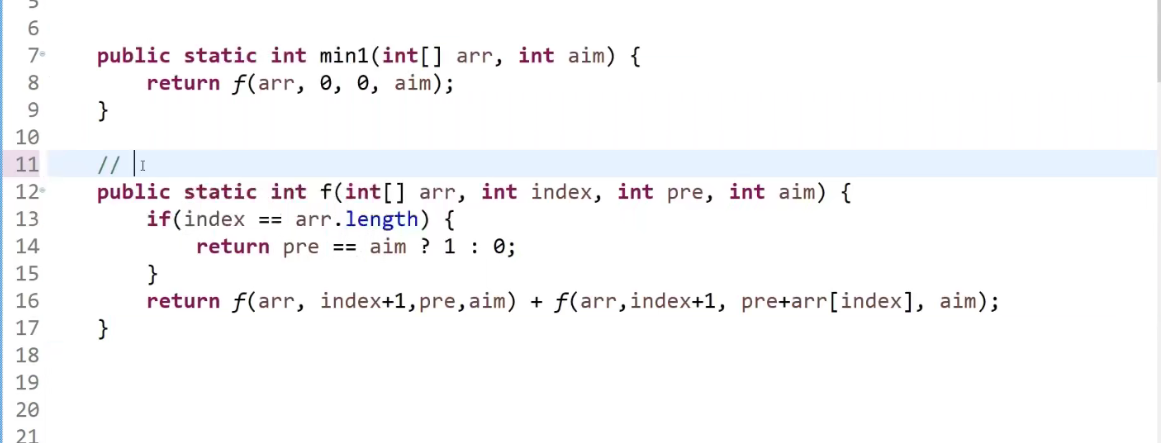 5
6
7 public static int min1(int[] arr, int aim) {
8 return f(arr, 0, 0, aim);
9 }
10
11 //
12 public static int f(int[] arr, int index, int pre, int aim) {
13 if(index == arr.length) {
14 return pre == aim ? 1 : 0;
15 }
16 return f(arr, index+1,pre,aim) + f(arr,index+1, pre+arr[index], aim);
17 }
18
19
20
21